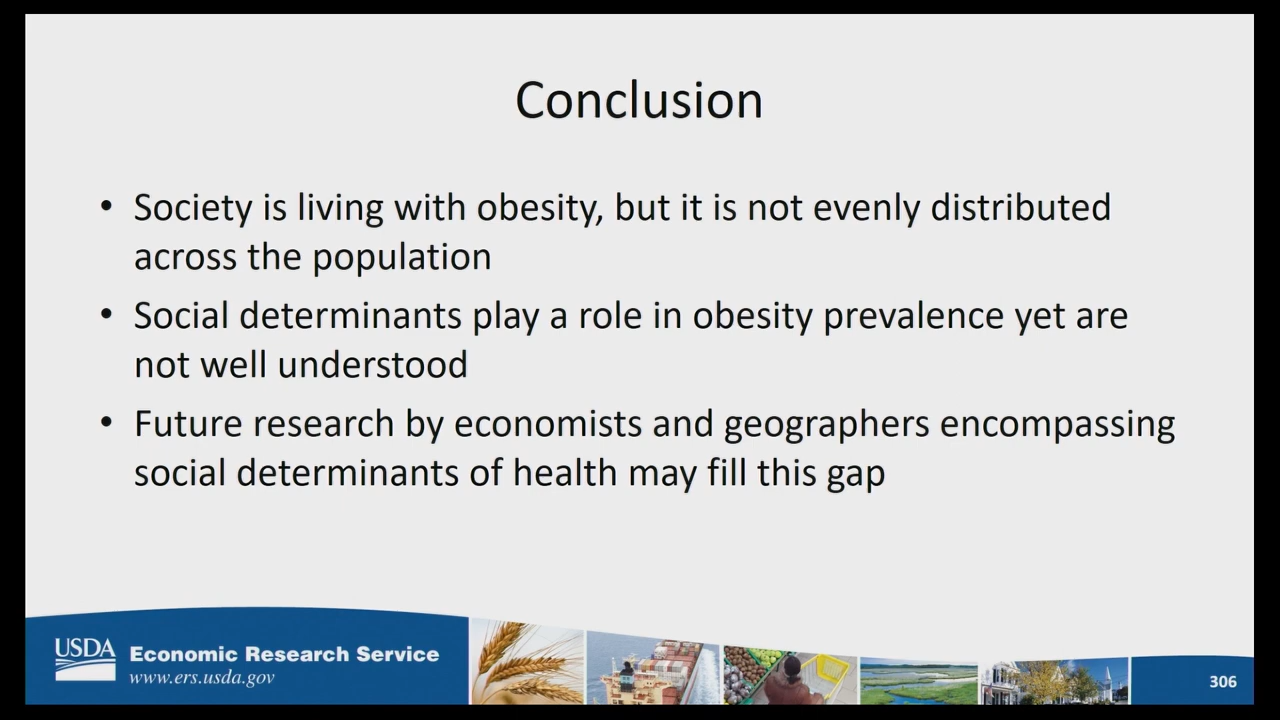 Conclusion
• Society is living with obesity, but it is not evenly distributed
across the population
• Social determinants play a role in obesity prevalence yet are
not well understood
• Future research by economists and geographers encompassing
social determinants of health may fill this gap
USDA
Economic Research Service
www.ers.usda.gov
306